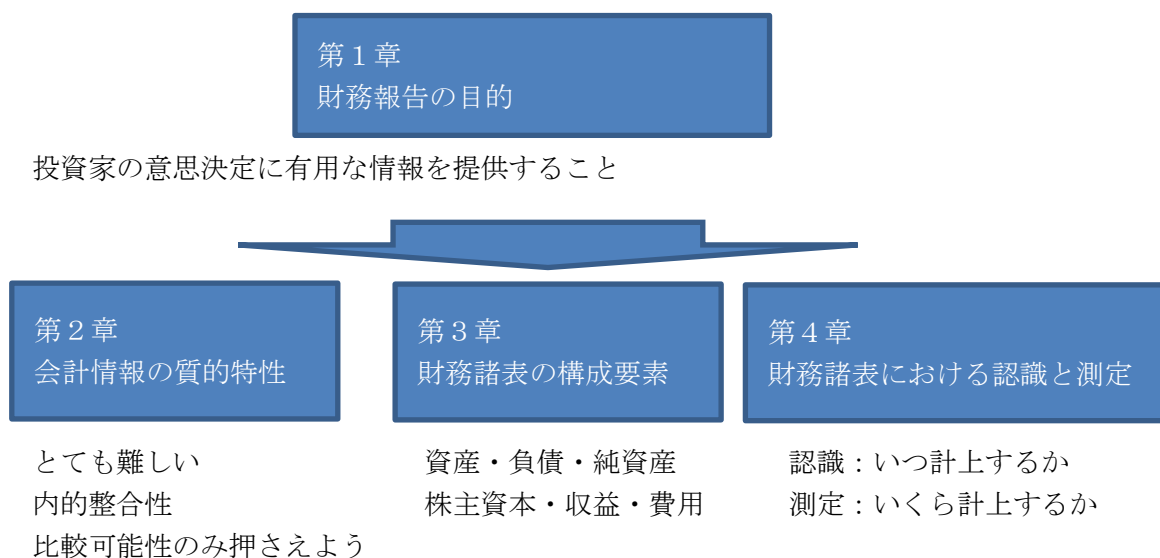 第１章
財務報告の目的
投資家の意思決定に有用な情報を提供すること
第２章
会計情報の質的特性
とても難しい
内的整合性
比較可能性のみ押さえよう
第３章
財務諸表の構成要素
資産・負債・純資産
株主資本・収益・費用
第４章
財務諸表における認識と測定
認識：いつ計上するか
測定：いくら計上するか